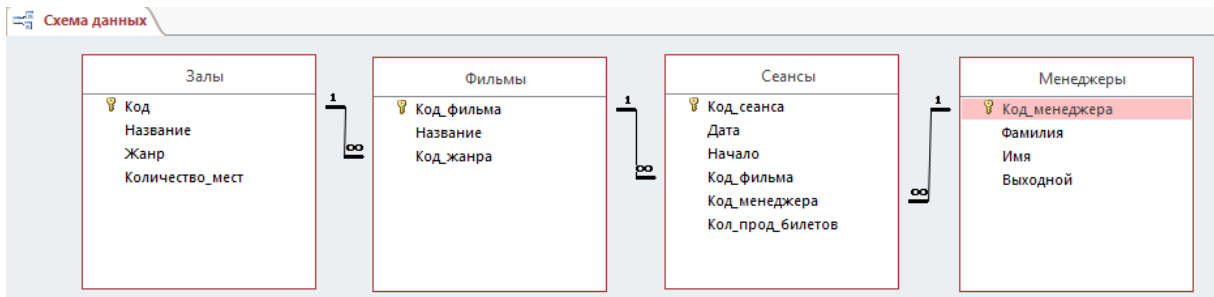 Схема данных
Залы
Код
Название
Жанр
Количество_мест
1
∞
Фильмы
Код_фильма
Название
Код_жанра
1
∞
Сеансы
Код_сеанса
Дата
Начало
Код_фильма
Код_менеджера
Кол_прод_билетов
1
∞
Менеджеры
Код_менеджера
Фамилия
Имя
Выходной